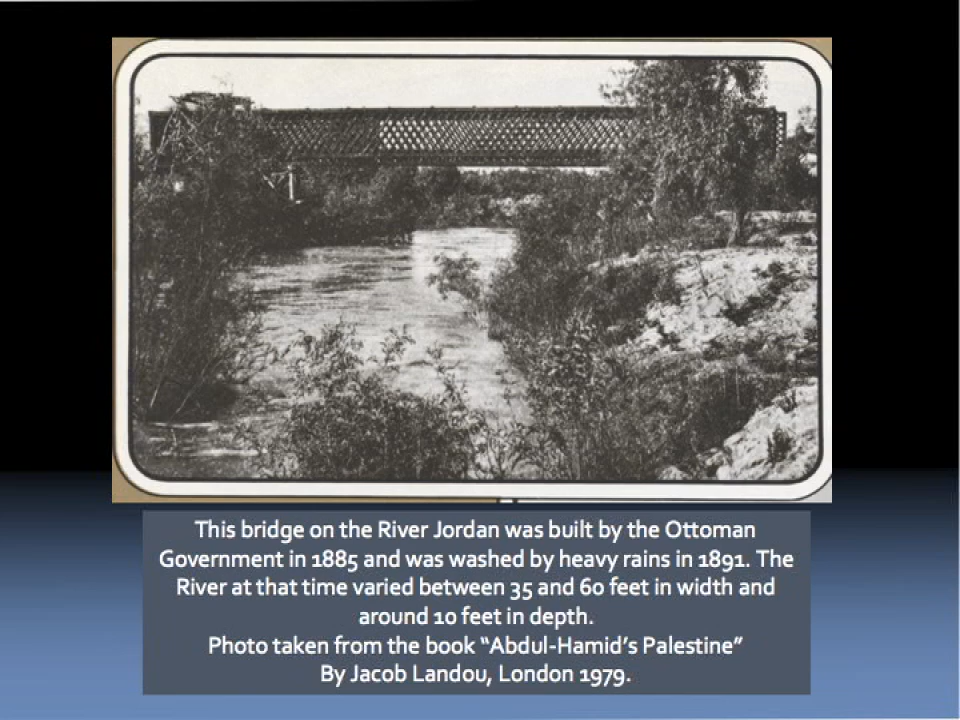 This bridge on the River Jordan was built by the Ottoman
Government in 1885 and was washed by heavy rains in 1891. The
River at that time varied between 35 and 60 feet in width and
around 10 feet in depth.
Photo taken from the book “Abdul-Hamid’s Palestine”
By Jacob Landou, London 1979.